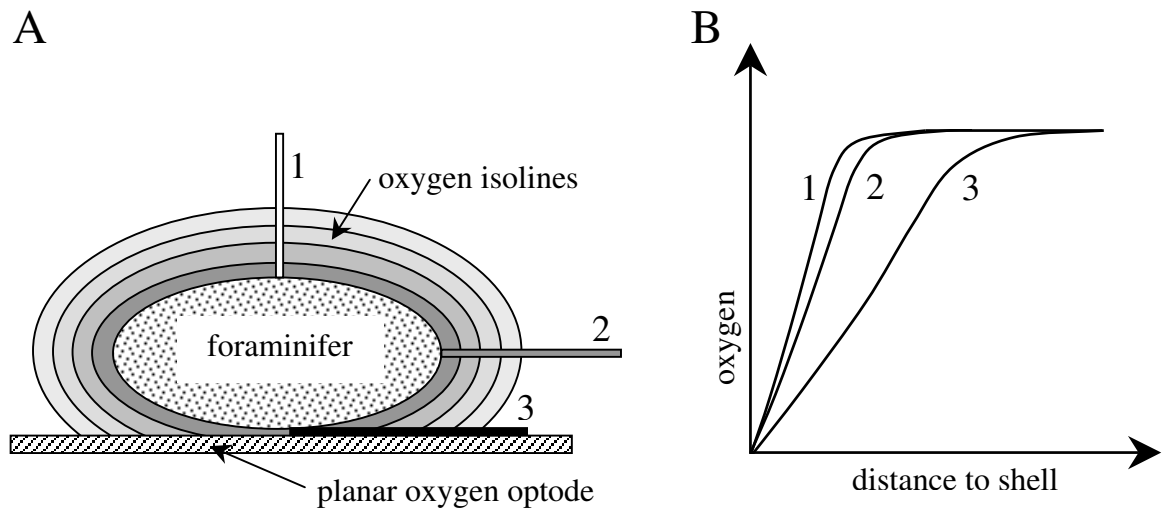 A
1
oxygen isolines
foraminifer
2
3
planar oxygen optode
B
oxygen
1
2
3
distance to shell